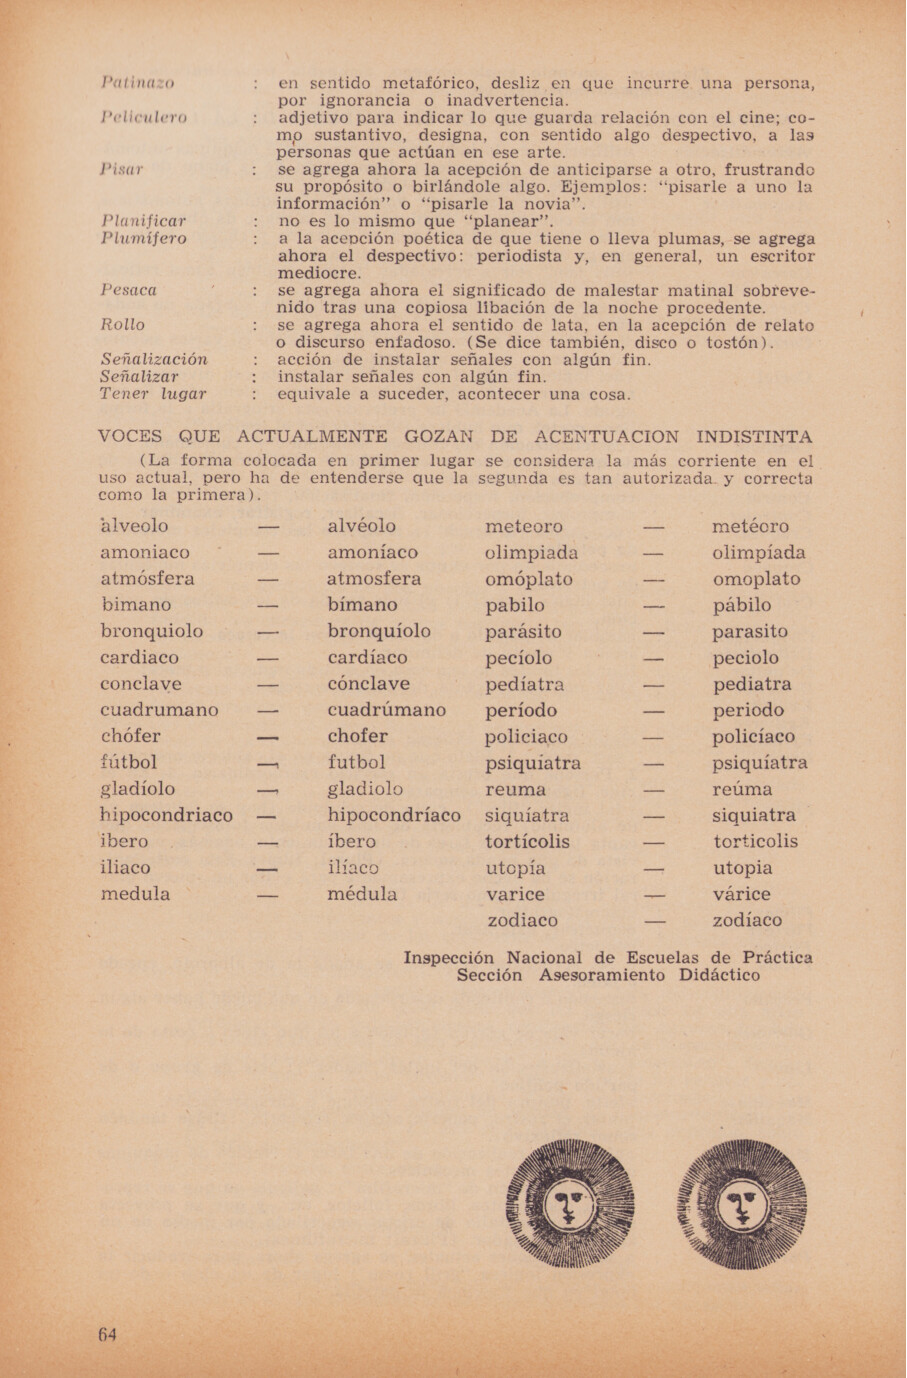 Patinazo : en sentido metafórico, desliz en que incurre una persona,
por ignorancia o inadvertencia.
Peliculero : adjetivo para indicar lo que guarda relación con el cine; co-
mo sustantivo, designa, con sentido algo despectivo, a las
personas que actúan en ese arte.
Pisar : se agrega ahora la acepción de anticiparse a otro, frustrando
su propósito o birlándole algo. Ejemplos: “pisarle a uno la
información” o “pisarle la novia”.
Planificar : no es lo mismo que “planear”.
Plumífero : a la acepción poética de que tiene o lleva plumas, se agrega
ahora el despectivo: periodista y, en general, un escritor
mediocre.
Pesaca : se agrega ahora el significado de malestar matinal sobreve-
nido tras una copiosa libación de la noche procedente.
Rollo : se agrega ahora el sentido de lata, en la acepción de relato
o discurso enfadoso. (Se dice también, disco o tostón).
Señalización : acción de instalar señales con algún fin.
Señalizar : instalar señales con algún fin.
Tener lugar : equivale a suceder, acontecer una cosa.
VOCES QUE ACTUALMENTE GOZAN DE ACENTUACION INDISTINTA
(La forma colocada en primer lugar se considera la más corriente en el
uso actual, pero ha de entenderse que la segunda es tan autorizada y correcta
como la primera).
alveolo — alvéolo meteoro — metéoro
amoniaco — amoníaco olimpiada — olimpíada
atmósfera — atmosfera omóplato — omoplato
bimano — bímano pabilo — pábilo
bronquiolo — bronquíolo parásito — parasito
cardiaco — cardíaco pecíolo — peciolo
conclave — cónclave pedíatra — pediatra
cuadrumano — cuadrúmano período — periodo
chófer — chofer policiaco — policíaco
fútbol — futbol psiquiatra — psiquíatra
gladíolo — gladiolo reuma — reúma
hipocondriaco — hipocondríaco siquíatra — siquiatra
ibero — íbero tortícolis — torticolis
iliaco — ilíaco utopía — utopia
medula — médula varice — várice
zodiaco — zodíaco
Inspección Nacional de Escuelas de Práctica
Sección Asesoramiento Didáctico
64